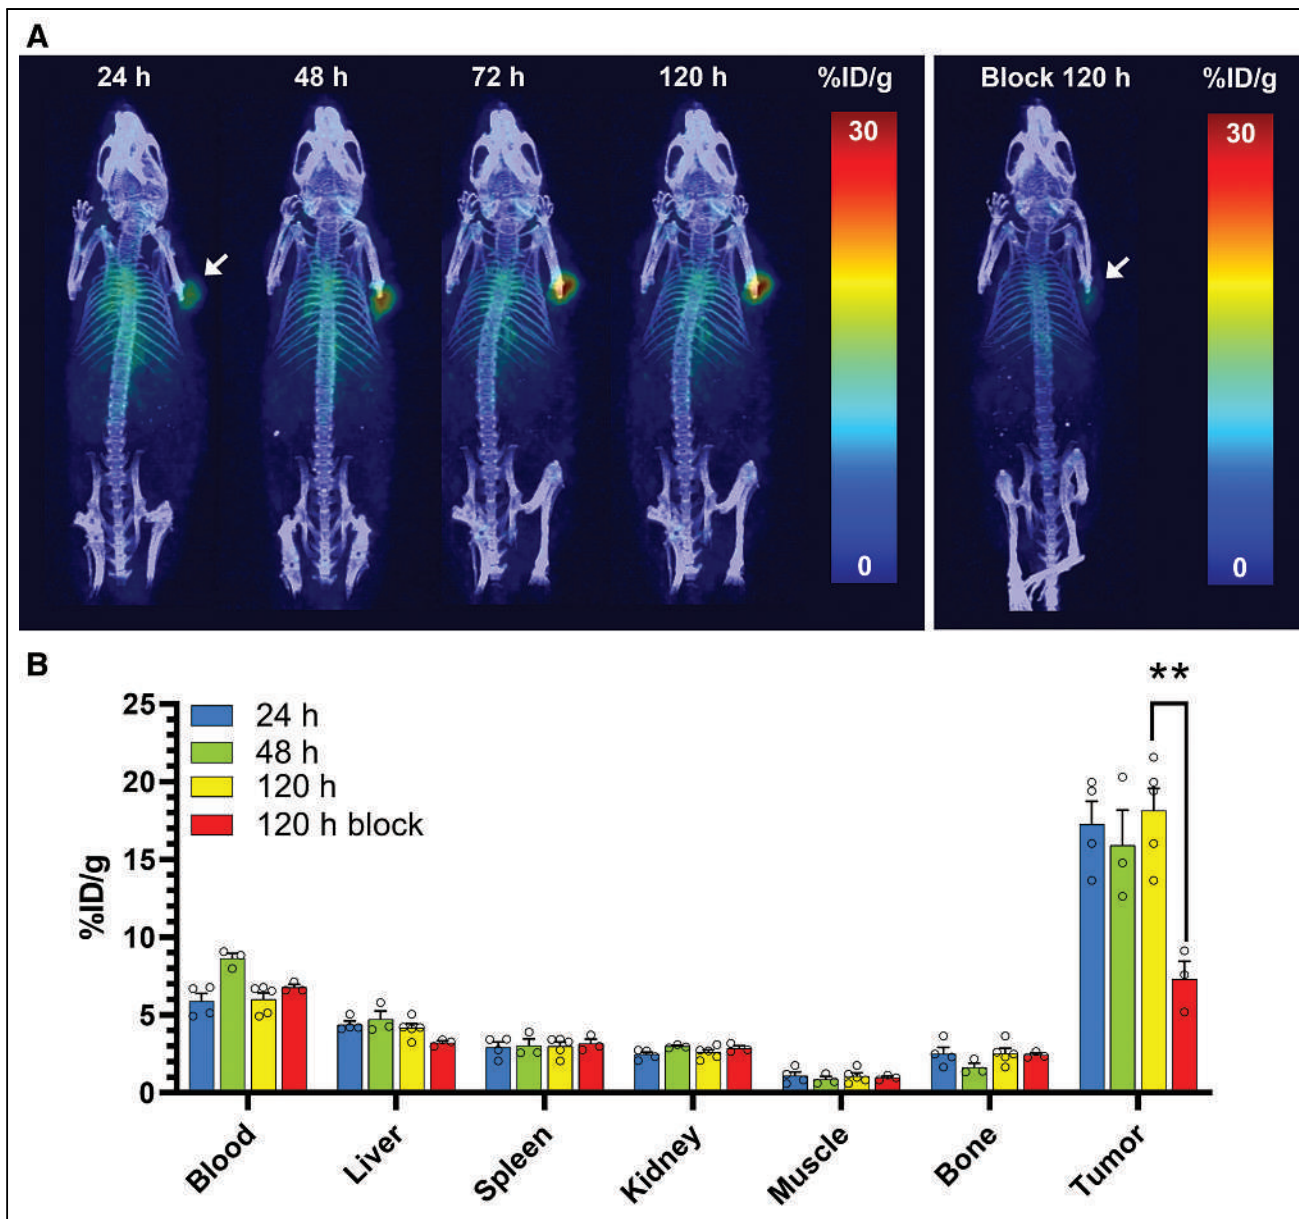 A
24 h 48 h 72 h 120 h %ID/g Block 120 h %ID/g
30 30
0 0
B
**
%ID/g
25
20
15
10
5
0
24 h
48 h
120 h
120 h block
Blood Liver Spleen Kidney Muscle Bone Tumor